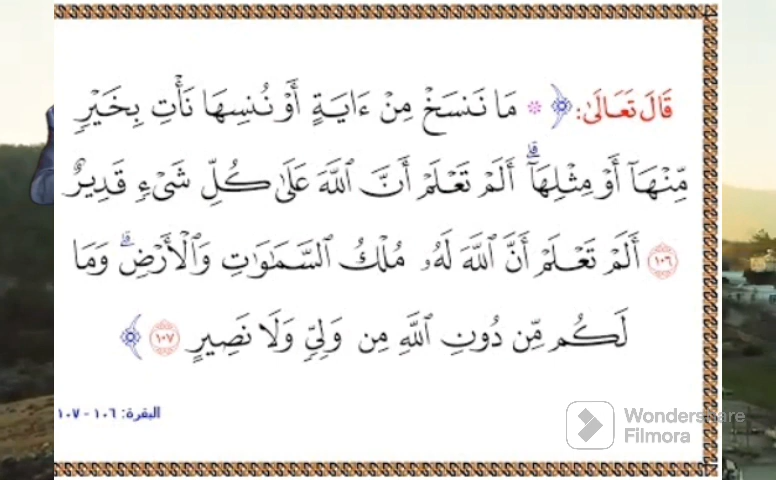 قَالَ تَعَالَىٰ: ﴿ ۞ مَا نَنسَخْ مِنْ ءَايَةٍ أَوْ نُنسِهَا نَأْتِ بِخَيْرٍ
مِّنْهَآ أَوْ مِثْلِهَآ ۗ أَلَمْ تَعْلَمْ أَنَّ ٱللَّهَ عَلَىٰ كُلِّ شَىْءٍ قَدِيرٌ
١٠٦ أَلَمْ تَعْلَمْ أَنَّ ٱللَّهَ لَهُۥ مُلْكُ ٱلسَّمَـٰوَٰتِ وَٱلْأَرْضِ ۗ وَمَا
لَكُم مِّن دُونِ ٱللَّهِ مِن وَلِىٍّ وَلَا نَصِيرٍ ١٠٧ ﴾
البقرة: ١٠٦ - ١٠٧
Wondershare
Filmora